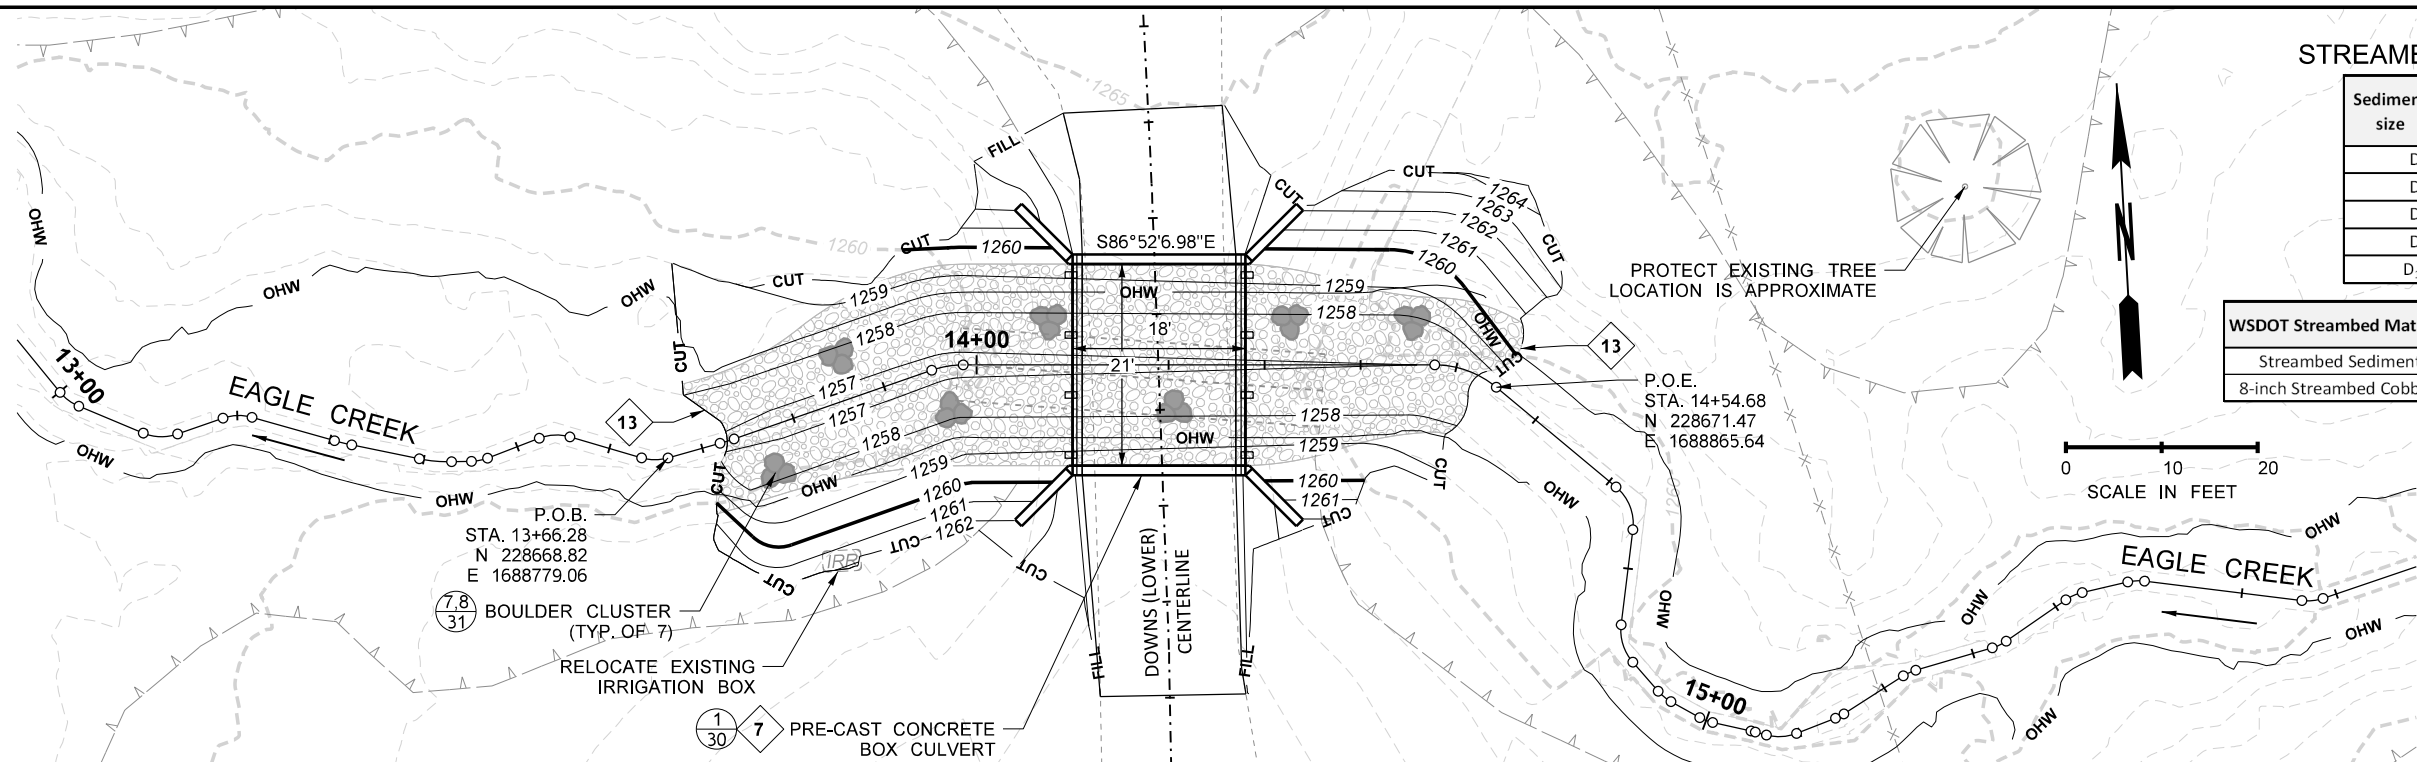 STREAMBE
Sedimen
size
D
D
D
D
D
WSDOT Streambed Mat
Streambed Sediment
8-inch Streambed Cobb
1265
FILL
CUT
CUT
1264
1263
1262
1261
1260
CUT
OHW
1260
CUT
1260
S86°52'6.98"E
PROTECT EXISTING TREE
LOCATION IS APPROXIMATE
N
OHW
OHW
CUT
1259
OHW
1259
1258
1258
18'
14+00
OHW
CUT
13
CUT
21'
13+00
EAGLE CREEK
1257
1257
13
P.O.E.
STA. 14+54.68
N 228671.47
E 1688865.64
1258
1258
OHW
1259
1259
OHW
CUT
CUT
OHW
OHW
0 10 20
SCALE IN FEET
1260
1260
1261
1261
1262
CUT
CUT
OHW
OHW
P.O.B.
STA. 13+66.28
N 228668.82
E 1688779.06
IRR
CUT
CUT
EAGLE CREEK
OHW
OHW
OHW
7,8
31
BOULDER CLUSTER
(TYP. OF 7)
DOWNS (LOWER)
CENTERLINE
FILL
FILL
RELOCATE EXISTING
IRRIGATION BOX
15+00
OHW
1
30
7
PRE-CAST CONCRETE
BOX CULVERT